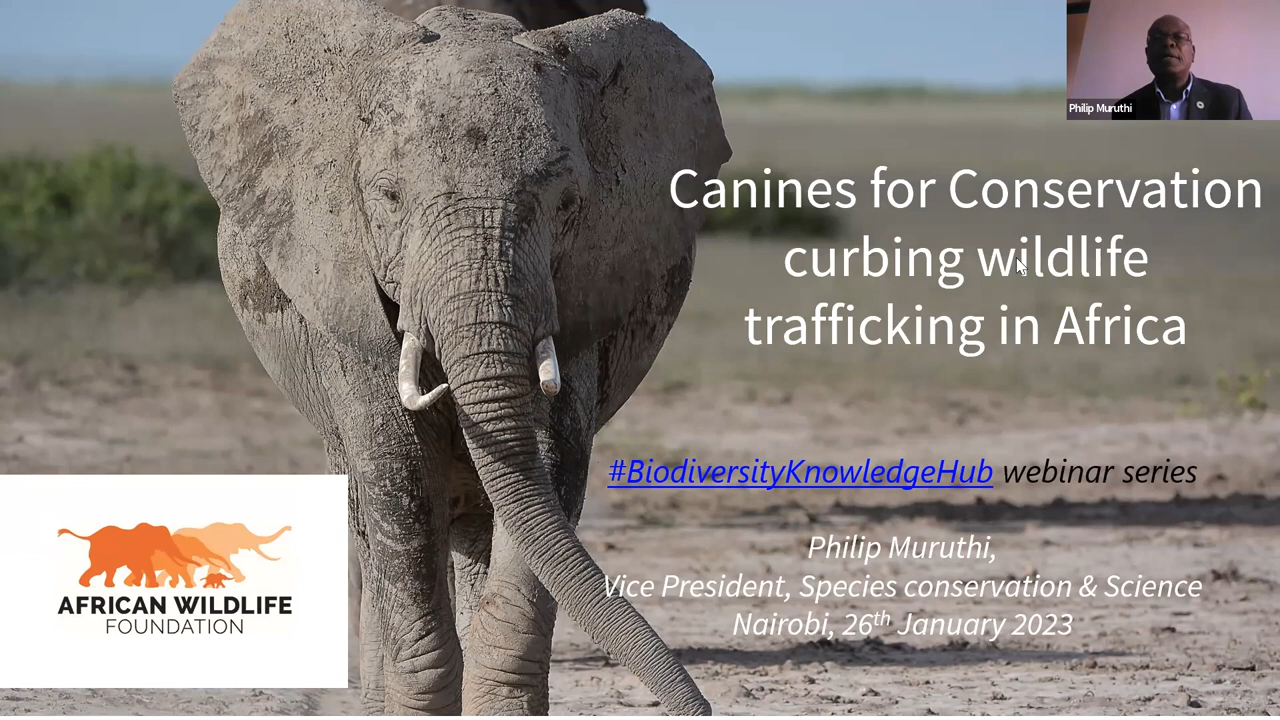 Philip Muruthi
Canines for Conservation
curbing wildlife
trafficking in Africa
#BiodiversityKnowledgeHub webinar series
Philip Muruthi,
Vice President, Species conservation & Science
Nairobi, 26th January 2023
AFRICAN WILDLIFE
FOUNDATION